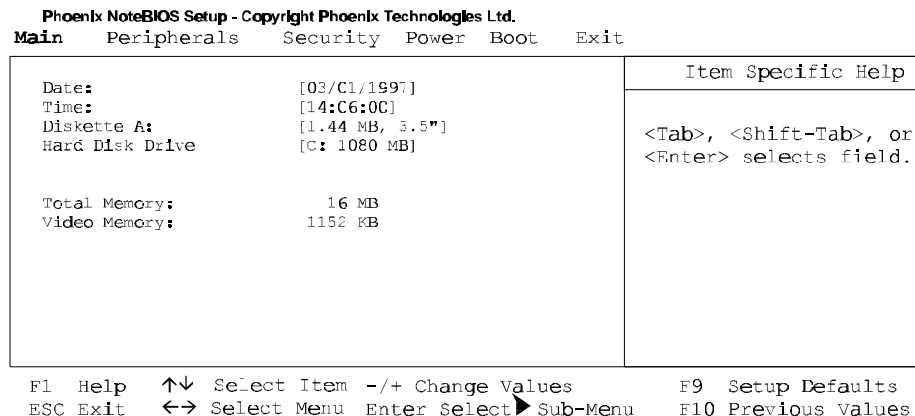 Phoenix NoteBIOS Setup - Copyright Phoenix Technologies Ltd.
Main Peripherals Security Power Boot Exit
Item Specific Help
Date: [03/01/1997]
Time: [14:06:00]
Diskette A: [1.44 MB, 3.5"]
Hard Disk Drive [C: 1080 MB]
<Tab>, <Shift-Tab>, or
<Enter> selects field.
Total Memory: 16 MB
Video Memory: 1152 KB
F1 Help ↑↓ Select Item -/+ Change Values F9 Setup Defaults
ESC Exit ←→ Select Menu Enter Select ▶ Sub-Menu F10 Previous Values